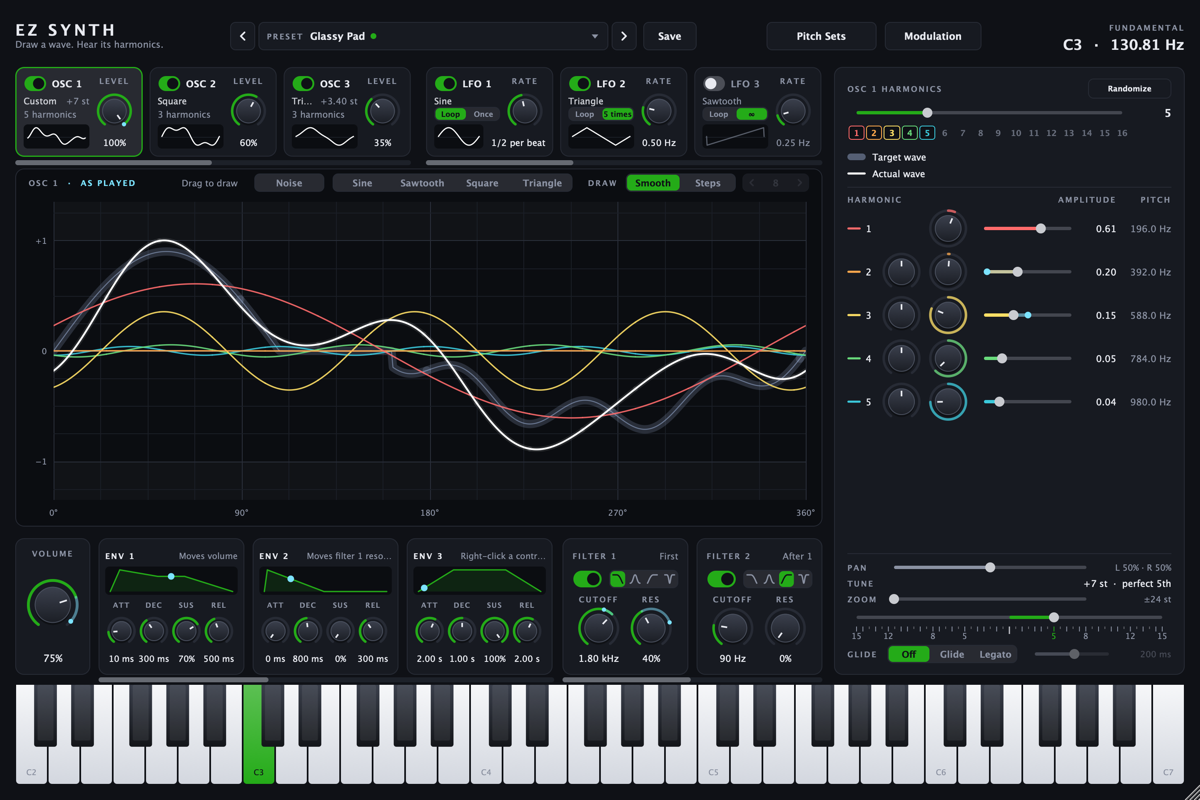 EZ SYNTH
Draw a wave. Hear its harmonics.
PRESET Glassy Pad
Save
Pitch Sets
Modulation
FUNDAMENTAL
C3 · 130.81 Hz
OSC 1 LEVEL
Custom +7 st
5 harmonics
100%
OSC 2 LEVEL
Square
3 harmonics
60%
OSC 3 LEVEL
Tri... +3.40 st
3 harmonics
35%
LFO 1 RATE
Sine
Loop Once
1/2 per beat
LFO 2 RATE
Triangle
Loop 5 times
0.50 Hz
LFO 3 RATE
Sawtooth
Loop ∞
0.25 Hz
OSC 1 HARMONICS
Randomize
5
1 2 3 4 5 6 7 8 9 10 11 12 13 14 15 16
Target wave
Actual wave
HARMONIC AMPLITUDE PITCH
1 0.61 196.0 Hz
2 0.20 392.0 Hz
3 0.15 588.0 Hz
4 0.05 784.0 Hz
5 0.04 980.0 Hz
OSC 1 · AS PLAYED
Drag to draw
Noise
Sine Sawtooth Square Triangle
DRAW Smooth Steps
8
+1
0
−1
0° 90° 180° 270° 360°
VOLUME
75%
ENV 1 Moves volume
ATT DEC SUS REL
10 ms 300 ms 70% 500 ms
ENV 2 Moves filter 1 reso...
ATT DEC SUS REL
0 ms 800 ms 0% 300 ms
ENV 3 Right-click a contr...
ATT DEC SUS REL
2.00 s 1.00 s 100% 2.00 s
FILTER 1 First
CUTOFF RES
1.80 kHz 40%
FILTER 2 After 1
CUTOFF RES
90 Hz 0%
PAN L 50% · R 50%
TUNE +7 st · perfect 5th
ZOOM ±24 st
15 12 8 5 5 8 12 15
GLIDE Off Glide Legato 200 ms
C2 C3 C4 C5 C6 C7